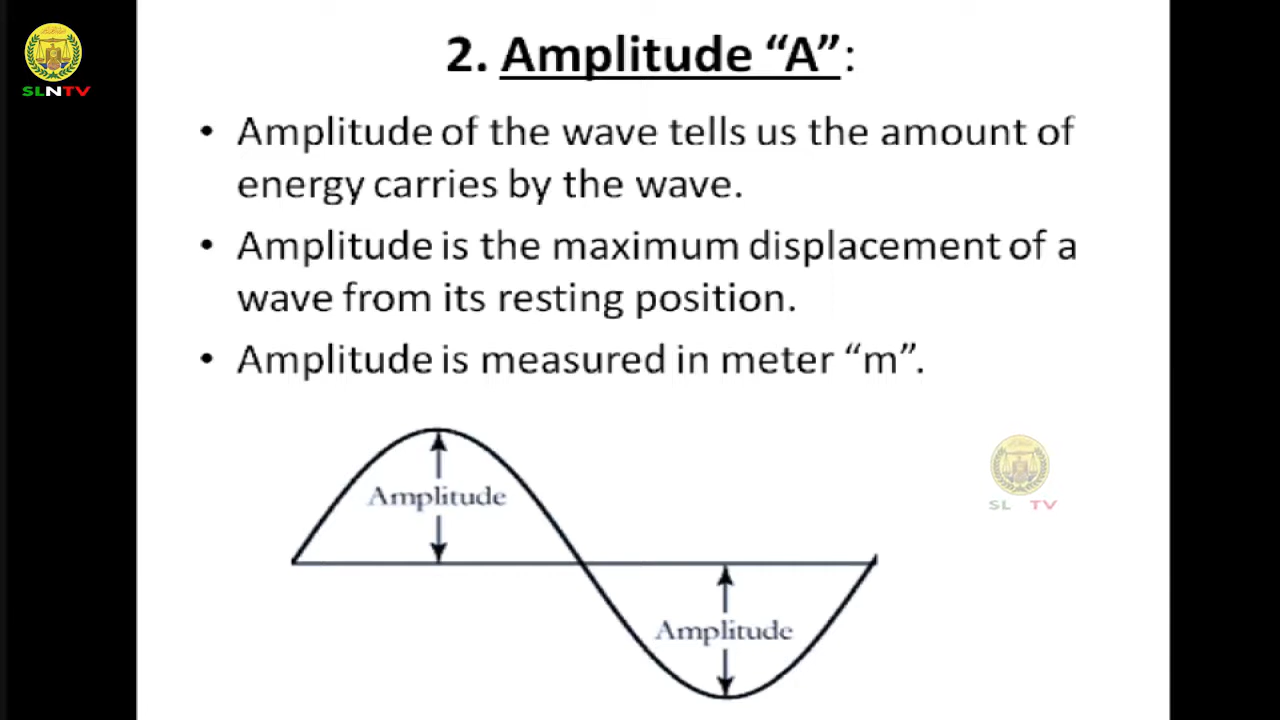 SLNTV
2. Amplitude “A”:
• Amplitude of the wave tells us the amount of
energy carries by the wave.
• Amplitude is the maximum displacement of a
wave from its resting position.
• Amplitude is measured in meter “m”.
Amplitude
SL TV
Amplitude